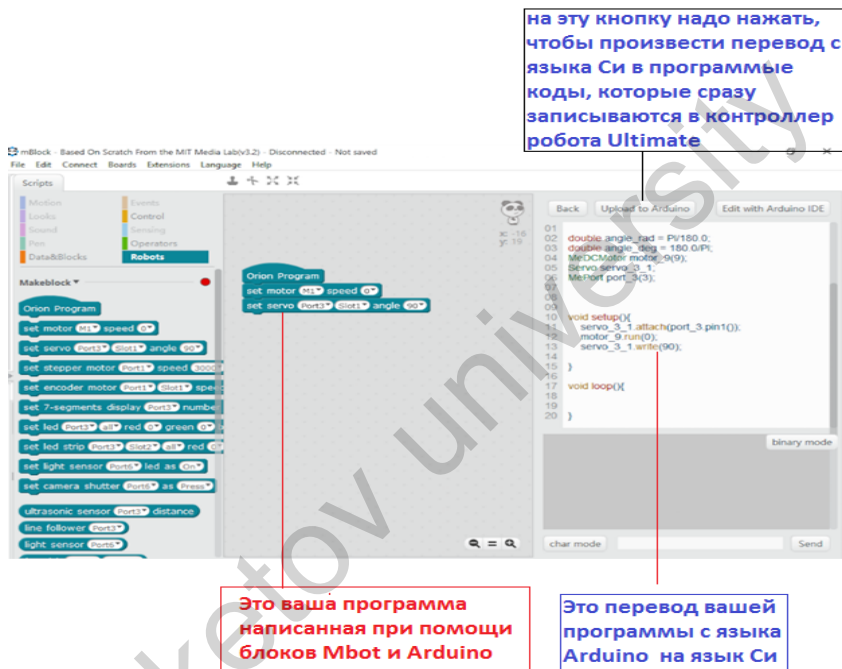 на эту кнопку надо нажать,
чтобы произвести перевод с
языка Си в программые
коды, которые сразу
записываются в контроллер
робота Ultimate
mBlock - Based On Scratch From the MIT Media Lab(v3.2) - Disconnected - Not saved
File Edit Connect Boards Extensions Language Help
Scripts
Motion
Looks
Sound
Pen
Data&Blocks
Events
Control
Sensing
Operators
Robots
Makeblock
Orion Program
set motor M1 speed 0
set servo Port3 Slot1 angle 90
set stepper motor Port1 speed 3000
set encoder motor Port1 Slot1 spee
set 7-segments display Port3 numbe
set led Port3 all red 0 green 0
set led strip Port3 Slot2 all red 0
set light sensor Port6 led as On
set camera shutter Port6 as Press
ultrasonic sensor Port3 distance
line follower Port3
light sensor Port6
Orion Program
set motor M1 speed 0
set servo Port3 Slot1 angle 90
x: -16
y: 19
Back Upload to Arduino Edit with Arduino IDE
01
02 double angle_rad = PI/180.0;
03 double angle_deg = 180.0/PI;
04 MeDCMotor motor_9(9);
05 Servo servo_3_1;
06 MePort port_3(3);
07
08
09
10 void setup(){
11 servo_3_1.attach(port_3.pin1());
12 motor_9.run(0);
13 servo_3_1.write(90);
14
15 }
16
17 void loop(){
18
19
20 }
binary mode
char mode
Send
Это ваша программа
написанная при помощи
блоков Mbot и Arduino
Это перевод вашей
программы с языка
Arduino на язык Си
ketov university